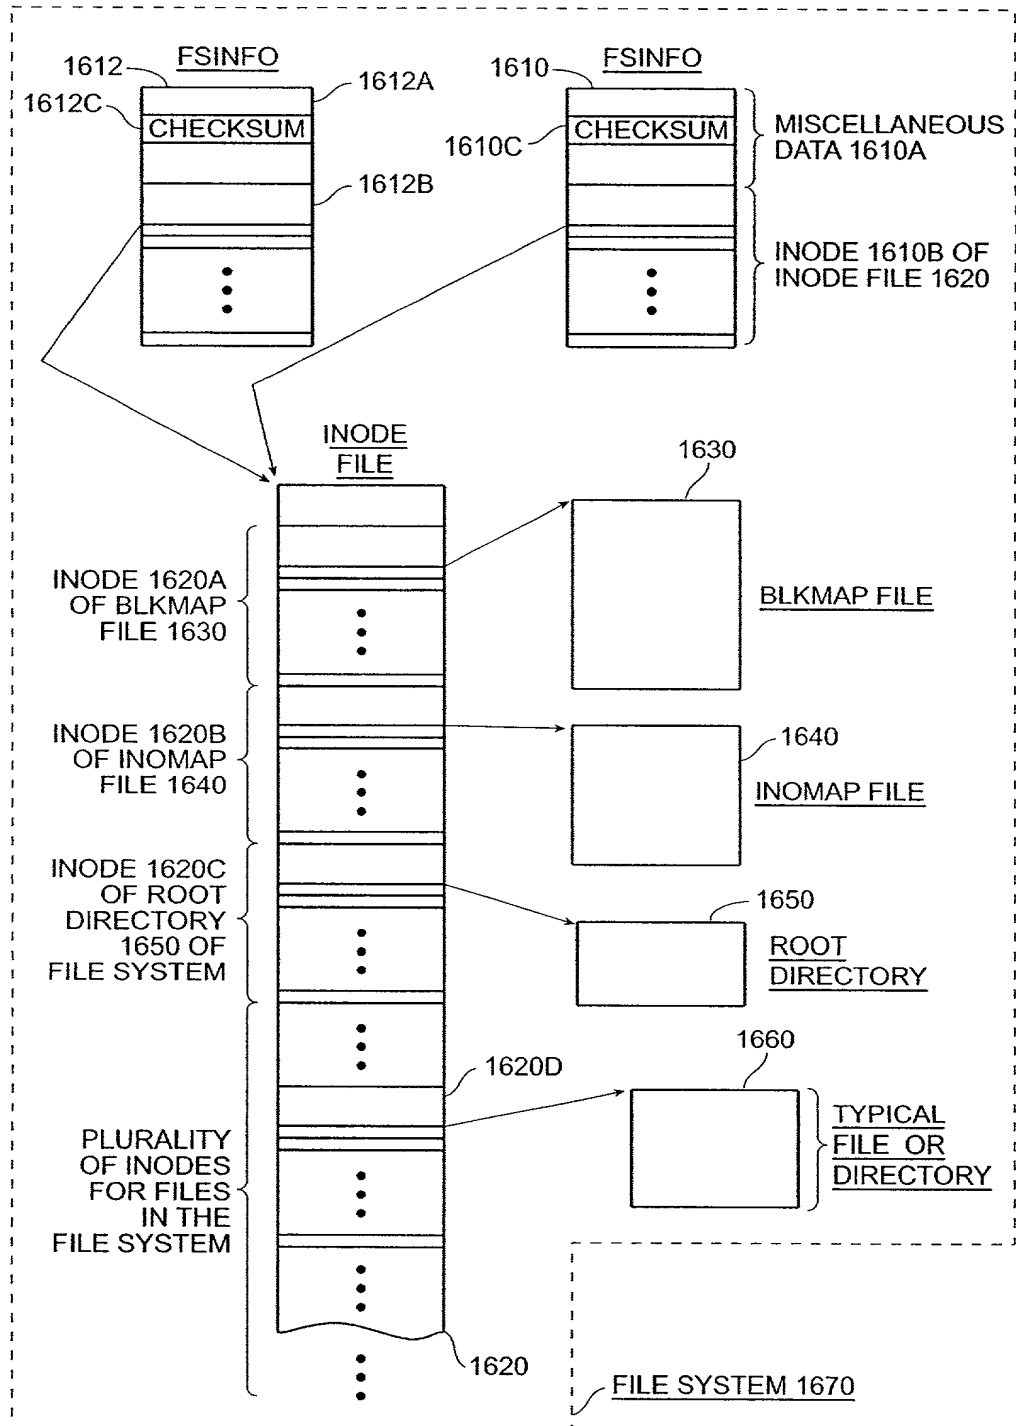 FSINFO
1612
1612A
1612C
CHECKSUM
1612B
FSINFO
1610
1610C
CHECKSUM
MISCELLANEOUS
DATA 1610A
INODE 1610B OF
INODE FILE 1620
INODE
FILE
INODE 1620A
OF BLKMAP
FILE 1630
1630
BLKMAP FILE
INODE 1620B
OF INOMAP
FILE 1640
1640
INOMAP FILE
INODE 1620C
OF ROOT
DIRECTORY
1650 OF
FILE SYSTEM
1650
ROOT
DIRECTORY
1620D
1660
TYPICAL
FILE OR
DIRECTORY
PLURALITY
OF INODES
FOR FILES
IN THE
FILE SYSTEM
1620
FILE SYSTEM 1670